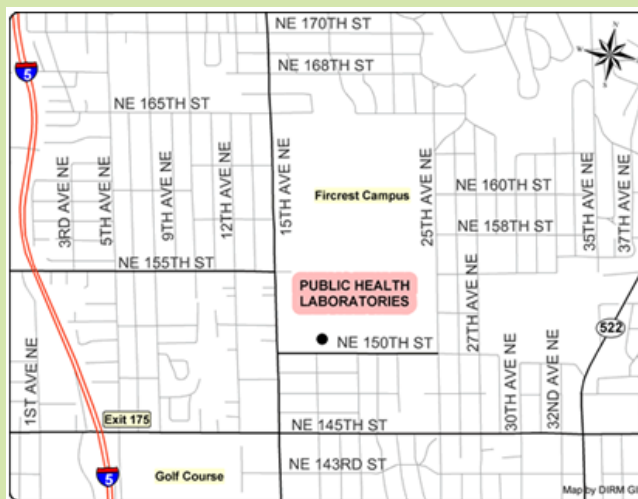 NE 170TH ST
5
NE 168TH ST
N
W
E
S
NE 165TH ST
3RD AVE NE
5TH AVE NE
9TH AVE NE
12TH AVE NE
15TH AVE NE
Fircrest Campus
25TH AVE NE
NE 160TH ST
35TH AVE NE
37TH AVE NE
NE 158TH ST
NE 155TH ST
PUBLIC HEALTH
LABORATORIES
27TH AVE NE
522
NE 150TH ST
1ST AVE NE
30TH AVE NE
32ND AVE NE
Exit 175
NE 145TH ST
NE 143RD ST
Golf Course
5
Map by DIRM